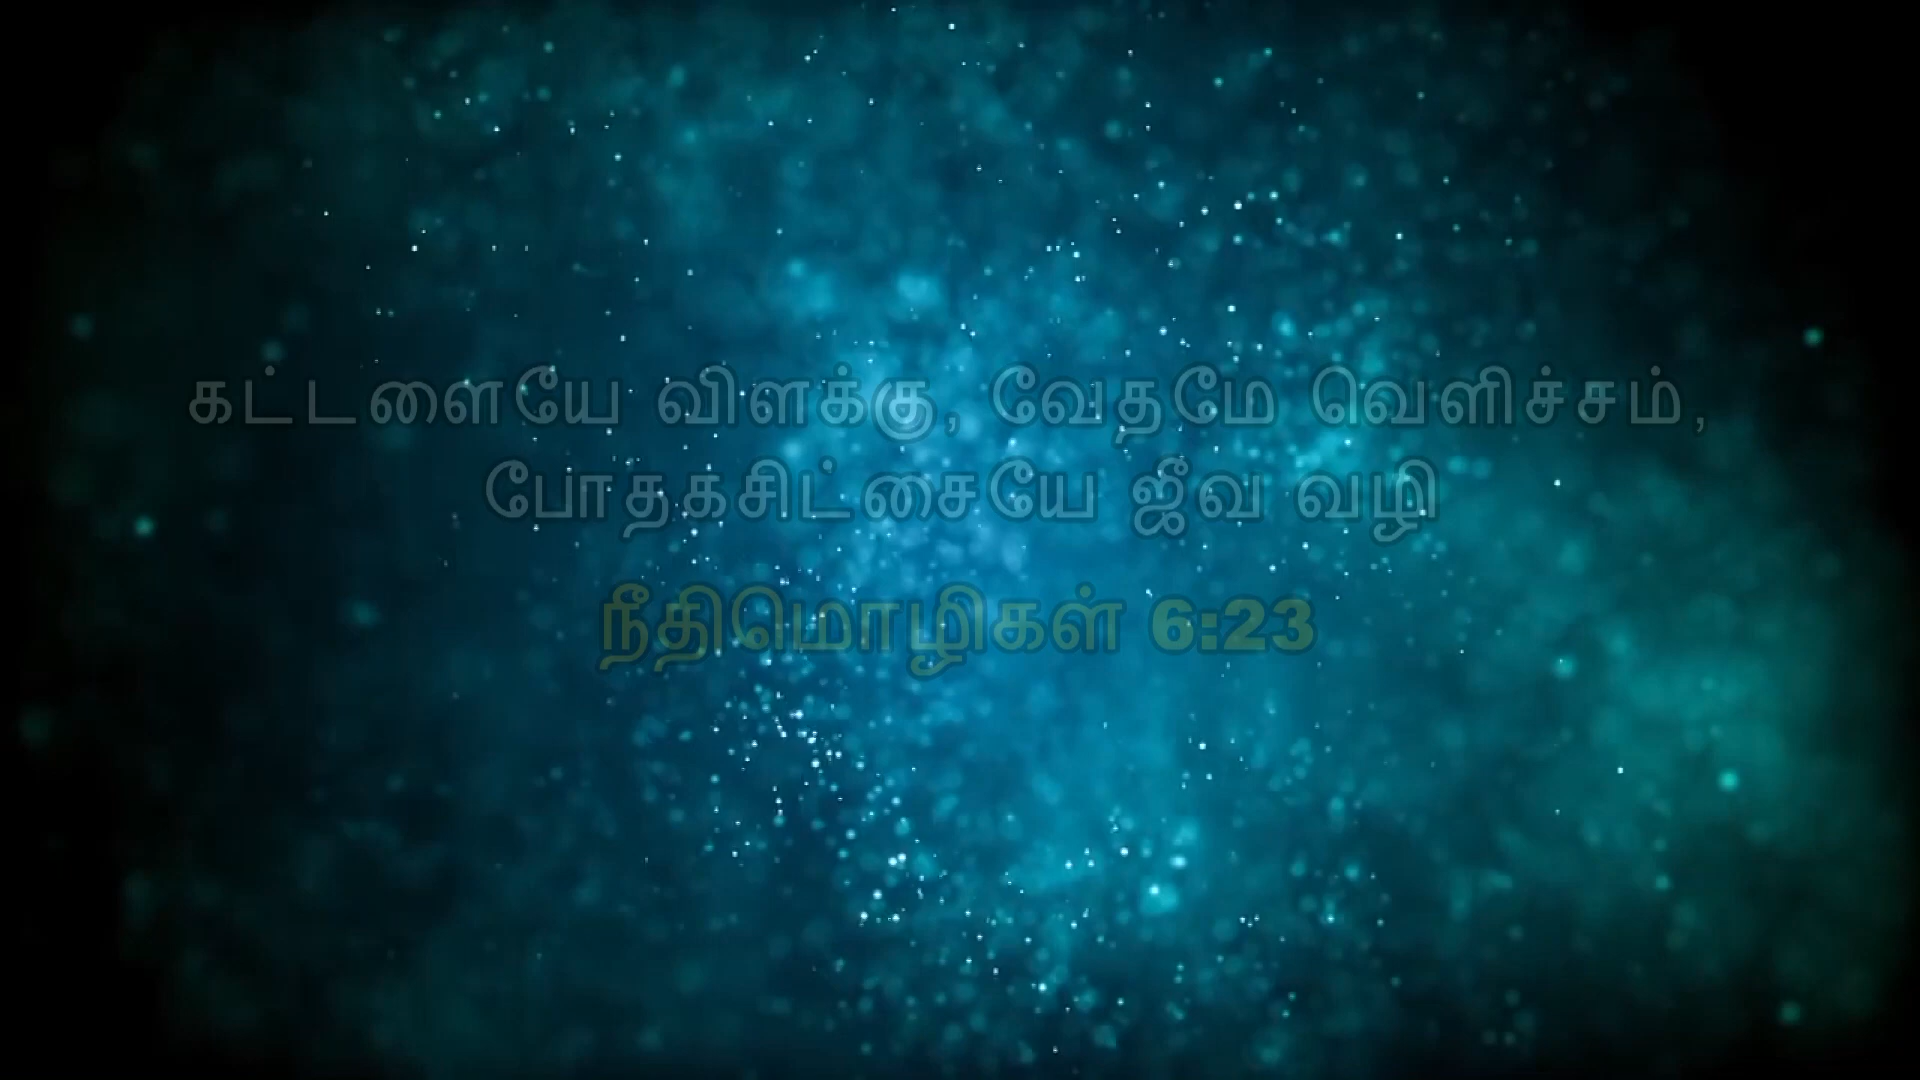 கட்டளையே விளக்கு, வேதமே வெளிச்சம்,
போதகசிட்சையே ஜீவ வழி
நீதிமொழிகள் 6:23